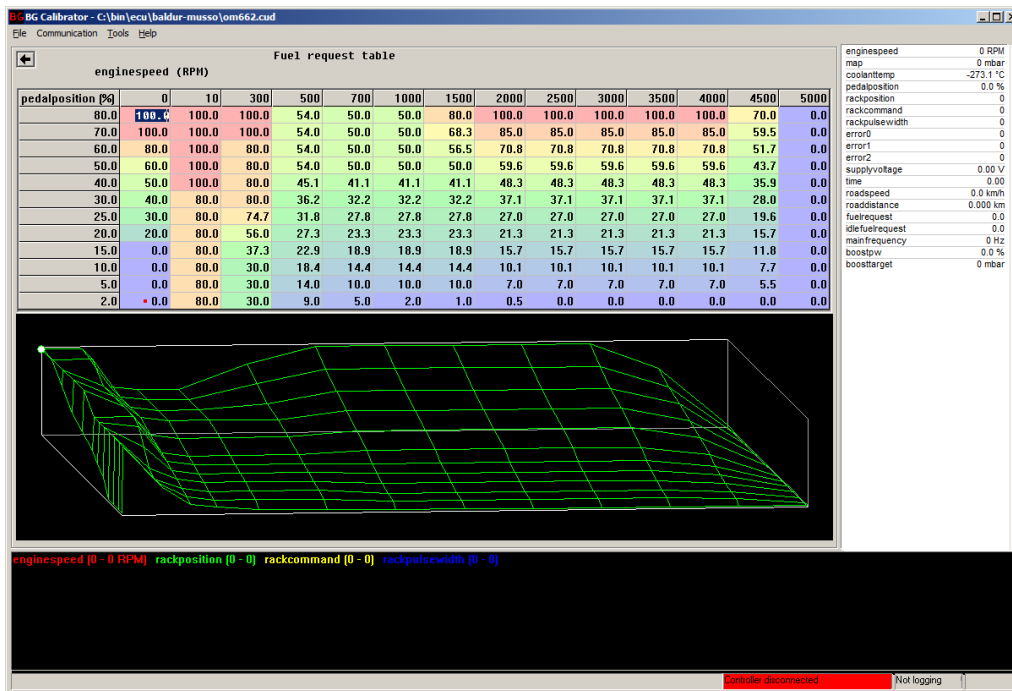 BG BG Calibrator - C:\bin\ecu\baldur-musso\om662.cud
File Communication Tools Help
Fuel request table
enginespeed (RPM)
pedalposition (%) 0 10 300 500 700 1000 1500 2000 2500 3000 3500 4000 4500 5000
80.0 100.0 100.0 100.0 54.0 50.0 50.0 80.0 100.0 100.0 100.0 100.0 100.0 70.0 0.0
70.0 100.0 100.0 100.0 54.0 50.0 50.0 68.3 85.0 85.0 85.0 85.0 85.0 59.5 0.0
60.0 80.0 100.0 80.0 54.0 50.0 50.0 56.5 70.8 70.8 70.8 70.8 70.8 51.7 0.0
50.0 60.0 100.0 80.0 54.0 50.0 50.0 50.0 59.6 59.6 59.6 59.6 59.6 43.7 0.0
40.0 50.0 100.0 80.0 45.1 41.1 41.1 41.1 48.3 48.3 48.3 48.3 48.3 35.9 0.0
30.0 40.0 80.0 80.0 36.2 32.2 32.2 32.2 37.1 37.1 37.1 37.1 37.1 28.0 0.0
25.0 30.0 80.0 74.7 31.8 27.8 27.8 27.8 27.0 27.0 27.0 27.0 27.0 19.6 0.0
20.0 20.0 80.0 56.0 27.3 23.3 23.3 23.3 21.3 21.3 21.3 21.3 21.3 15.7 0.0
15.0 0.0 80.0 37.3 22.9 18.9 18.9 18.9 15.7 15.7 15.7 15.7 15.7 11.8 0.0
10.0 0.0 80.0 30.0 18.4 14.4 14.4 14.4 10.1 10.1 10.1 10.1 10.1 7.7 0.0
5.0 0.0 80.0 30.0 14.0 10.0 10.0 10.0 7.0 7.0 7.0 7.0 7.0 5.5 0.0
2.0 0.0 80.0 30.0 9.0 5.0 2.0 1.0 0.5 0.0 0.0 0.0 0.0 0.0 0.0
enginespeed 0 RPM
map 0 mbar
coolanttemp -273.1 °C
pedalposition 0.0 %
rackposition 0
rackcommand 0
rackpulsewidth 0
error0 0
error1 0
error2 0
supplyvoltage 0.00 V
time 0.00
roadspeed 0.0 km/h
roaddistance 0.000 km
fuelrequest 0.0
idlefuelrequest 0.0
mainfrequency 0 Hz
boostpw 0.0 %
boosttarget 0 mbar
enginespeed (0 - 0 RPM) rackposition (0 - 0) rackcommand (0 - 0) rackpulsewidth (0 - 0)
Controller disconnected Not logging